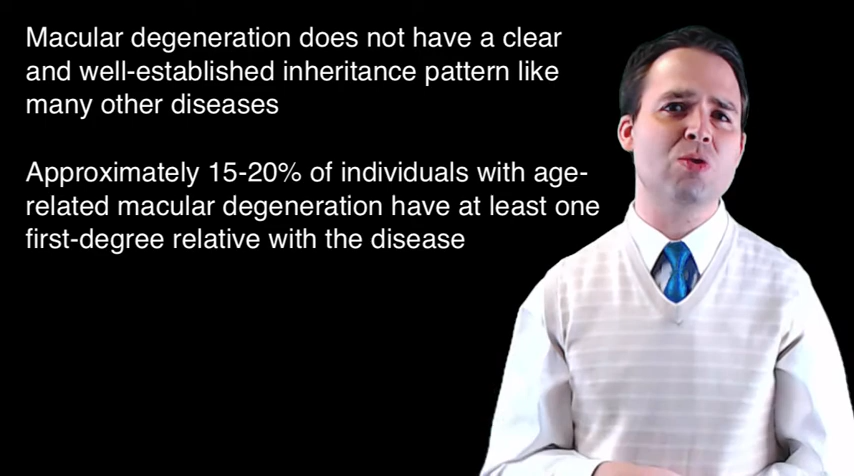 Macular degeneration does not have a clear
and well-established inheritance pattern like
many other diseases
Approximately 15-20% of individuals with age-
related macular degeneration have at least one
first-degree relative with the disease